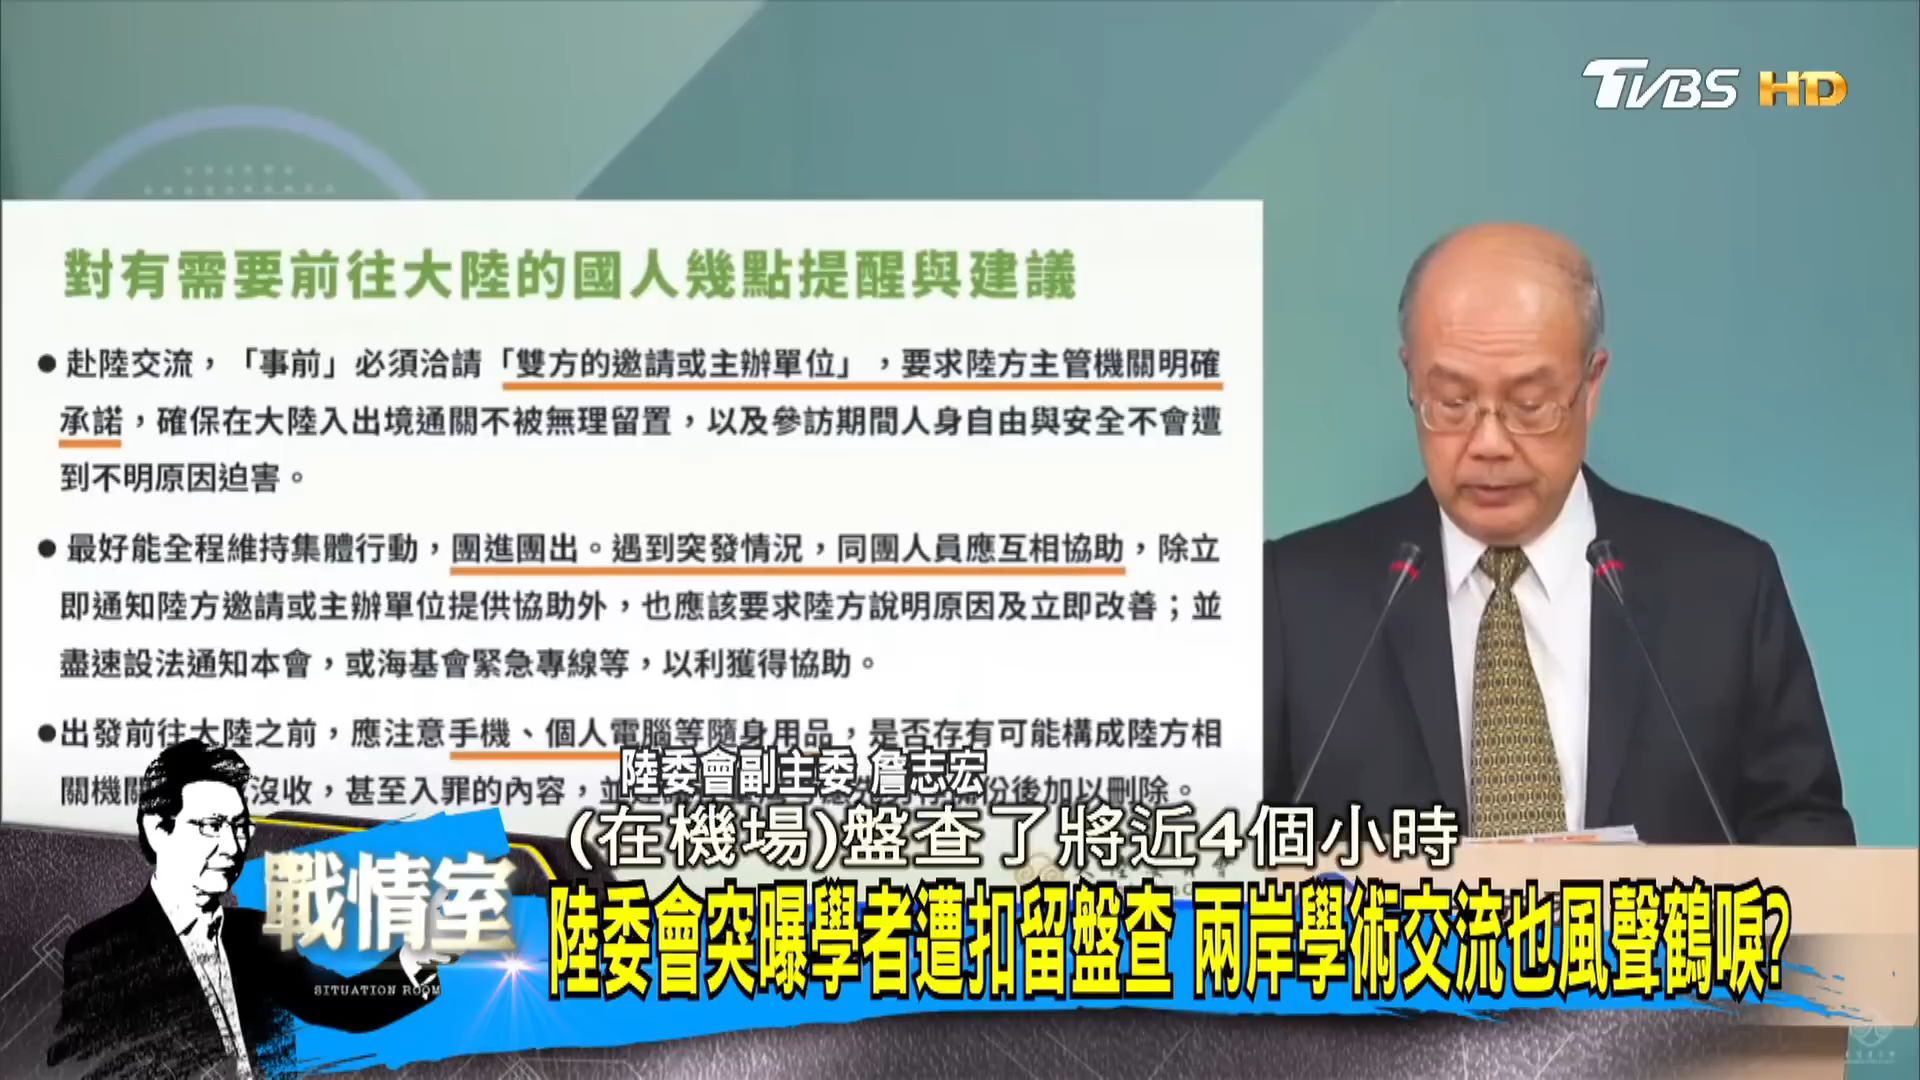 TVBS HD
對有需要前往大陸的國人幾點提醒與建議
●赴陸交流，「事前」必須洽請「雙方的邀請或主辦單位」，要求陸方主管機關明確
承諾，確保在大陸入出境通關不被無理留置，以及參訪期間人身自由與安全不會遭
到不明原因迫害。
●最好能全程維持集體行動，團進團出。遇到突發情況，同團人員應互相協助，除立
即通知陸方邀請或主辦單位提供協助外，也應該要求陸方說明原因及立即改善；並
盡速設法通知本會，或海基會緊急專線等，以利獲得協助。
●出發前往大陸之前，應注意手機、個人電腦等隨身用品，是否存有可能構成陸方相
關機關 沒收，甚至入罪的內容，並 份後加以刪除。
陸委會副主委 詹志宏
(在機場)盤查了將近4個小時
戰情室
SITUATION ROOM
陸委會突曝學者遭扣留盤查 兩岸學術交流也風聲鶴唳?